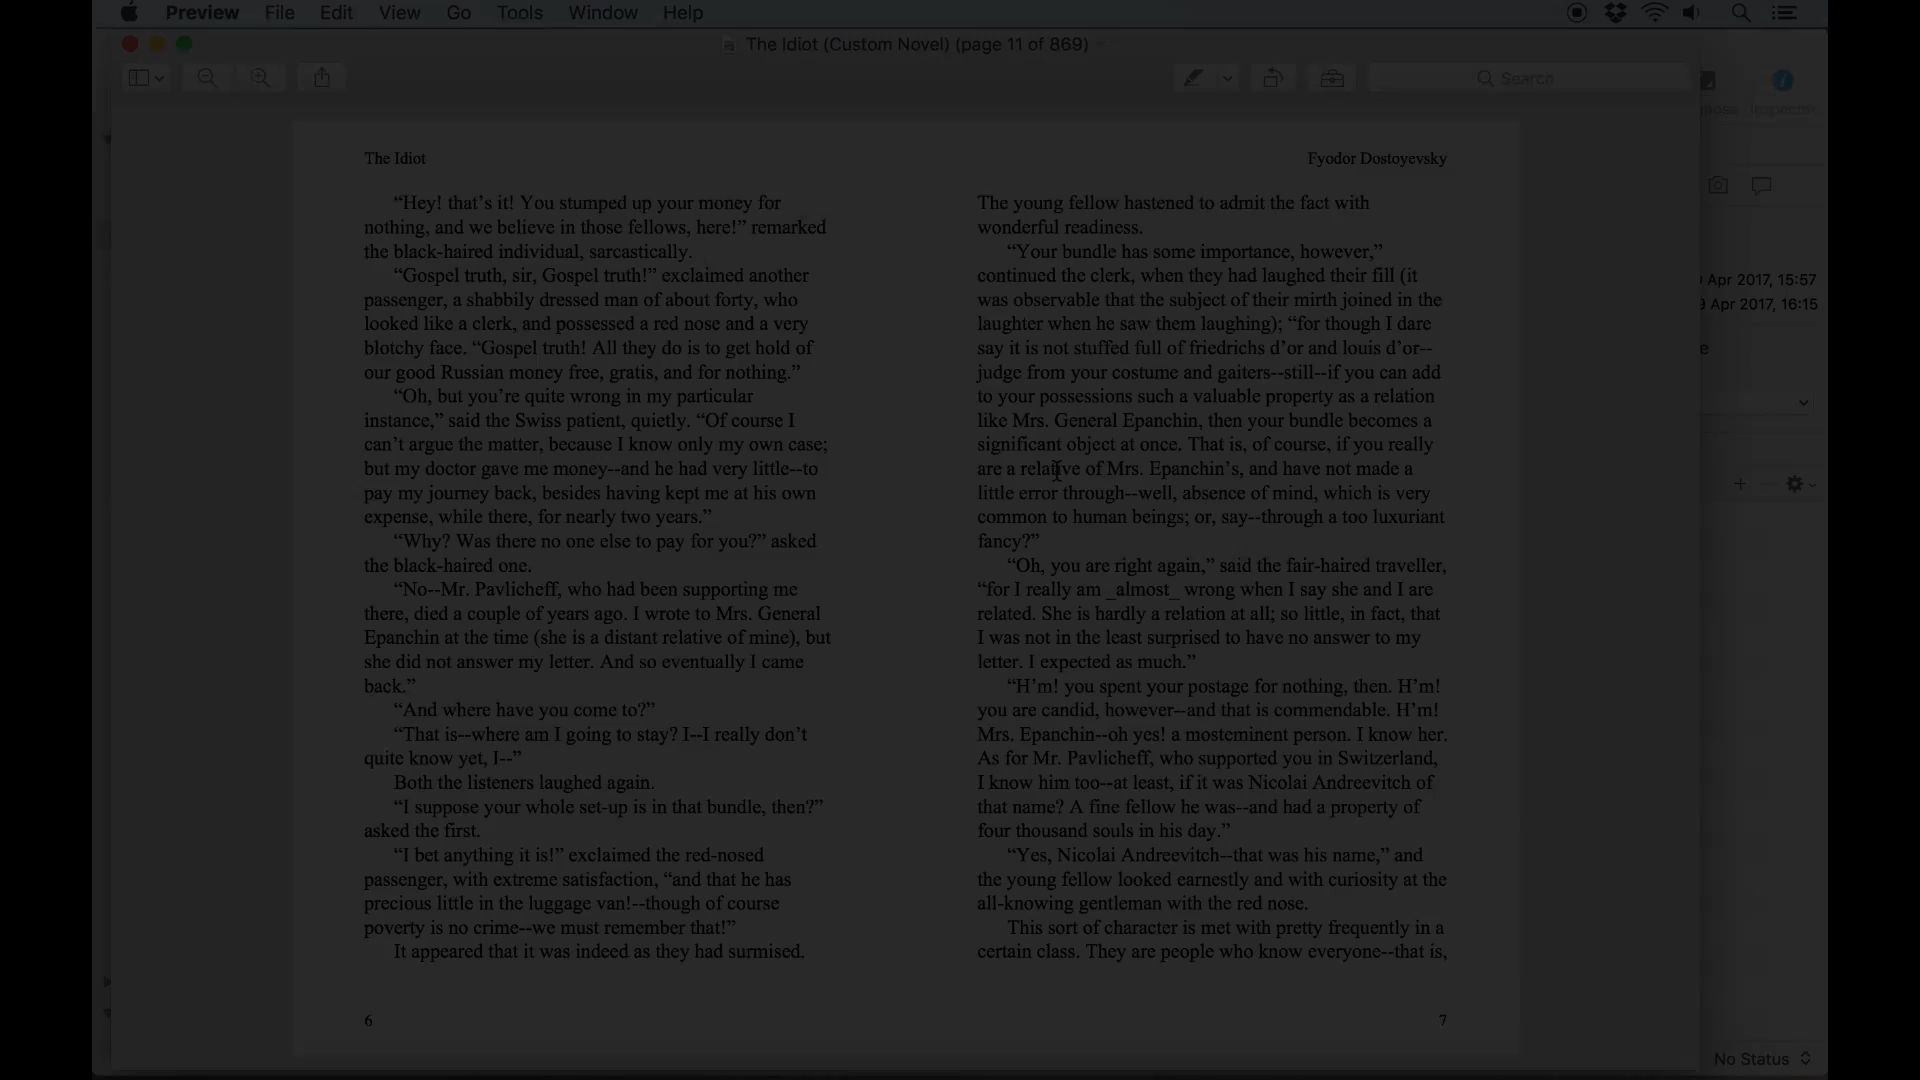 Preview File Edit View Go Tools Window Help
The Idiot (Custom Novel) (page 11 of 869)
Search
Inspector
The Idiot
“Hey! that’s it! You stumped up your money for
nothing, and we believe in those fellows, here!” remarked
the black-haired individual, sarcastically.
“Gospel truth, sir, Gospel truth!” exclaimed another
passenger, a shabbily dressed man of about forty, who
looked like a clerk, and possessed a red nose and a very
blotchy face. “Gospel truth! All they do is to get hold of
our good Russian money free, gratis, and for nothing.”
“Oh, but you’re quite wrong in my particular
instance,” said the Swiss patient, quietly. “Of course I
can’t argue the matter, because I know only my own case;
but my doctor gave me money--and he had very little--to
pay my journey back, besides having kept me at his own
expense, while there, for nearly two years.”
“Why? Was there no one else to pay for you?” asked
the black-haired one.
“No--Mr. Pavlicheff, who had been supporting me
there, died a couple of years ago. I wrote to Mrs. General
Epanchin at the time (she is a distant relative of mine), but
she did not answer my letter. And so eventually I came
back.”
“And where have you come to?”
“That is--where am I going to stay? I--I really don’t
quite know yet, I--”
Both the listeners laughed again.
“I suppose your whole set-up is in that bundle, then?”
asked the first.
“I bet anything it is!” exclaimed the red-nosed
passenger, with extreme satisfaction, “and that he has
precious little in the luggage van!--though of course
poverty is no crime--we must remember that!”
It appeared that it was indeed as they had surmised.
6
Fyodor Dostoyevsky
The young fellow hastened to admit the fact with
wonderful readiness.
“Your bundle has some importance, however,”
continued the clerk, when they had laughed their fill (it
was observable that the subject of their mirth joined in the
laughter when he saw them laughing); “for though I dare
say it is not stuffed full of friedrichs d’or and louis d’or--
judge from your costume and gaiters--still--if you can add
to your possessions such a valuable property as a relation
like Mrs. General Epanchin, then your bundle becomes a
significant object at once. That is, of course, if you really
are a relative of Mrs. Epanchin’s, and have not made a
little error through--well, absence of mind, which is very
common to human beings; or, say--through a too luxuriant
fancy?”
“Oh, you are right again,” said the fair-haired traveller,
“for I really am _almost_ wrong when I say she and I are
related. She is hardly a relation at all; so little, in fact, that
I was not in the least surprised to have no answer to my
letter. I expected as much.”
“H’m! you spent your postage for nothing, then. H’m!
you are candid, however--and that is commendable. H’m!
Mrs. Epanchin--oh yes! a mosteminent person. I know her.
As for Mr. Pavlicheff, who supported you in Switzerland,
I know him too--at least, if it was Nicolai Andreevitch of
that name? A fine fellow he was--and had a property of
four thousand souls in his day.”
“Yes, Nicolai Andreevitch--that was his name,” and
the young fellow looked earnestly and with curiosity at the
all-knowing gentleman with the red nose.
This sort of character is met with pretty frequently in a
certain class. They are people who know everyone--that is,
7
Apr 2017, 15:57
9 Apr 2017, 16:15
No Status